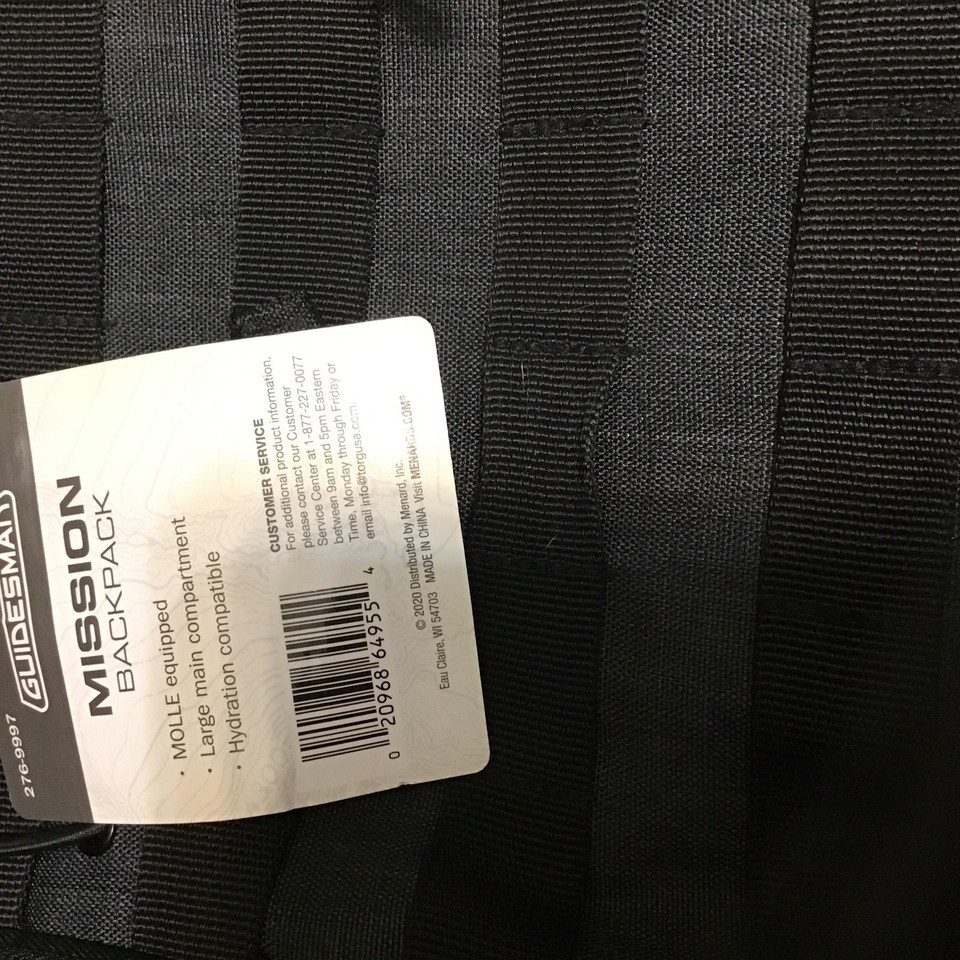 276-9997
GUIDESMAN
MISSION
BACKPACK
· MOLLE equipped
· Large main compartment
· Hydration compatible
CUSTOMER SERVICE
For additional product information,
please contact our Customer
Service Center at 1-877-227-0077
between 9am and 5pm Eastern
Time, Monday through Friday or
email info@torgusa.com.
0 20968 64955 4
© 2020 Distributed by Menard, Inc.
Eau Claire, WI 54703 MADE IN CHINA Visit MENARDS.COM®